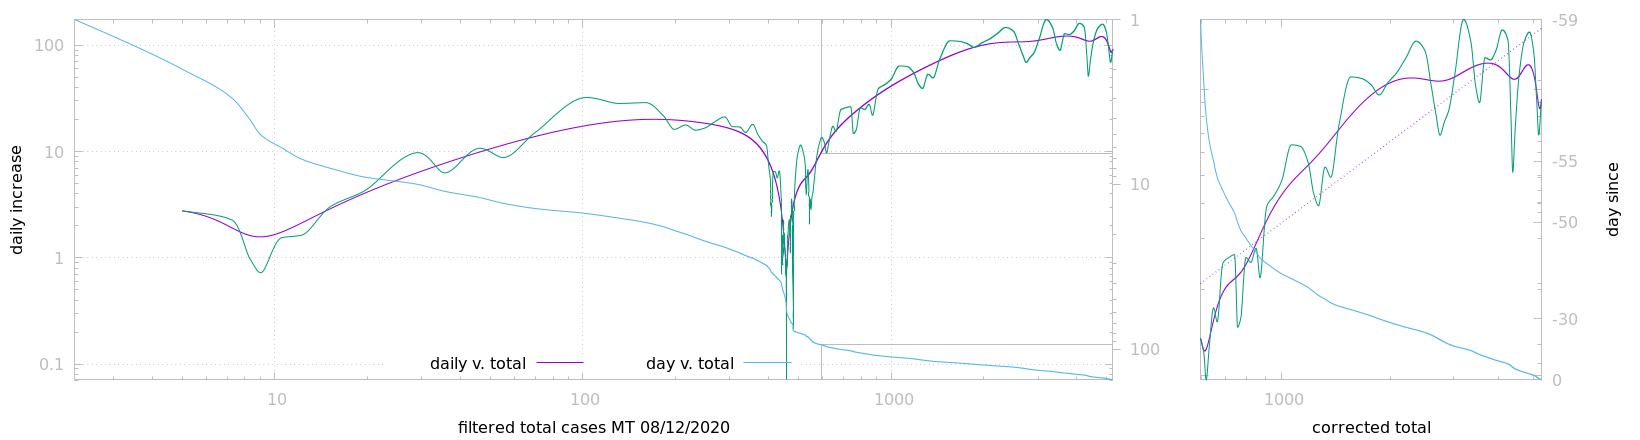 100
10
1
0.1
daily increase
10
100
1000
filtered total cases MT 08/12/2020
daily v. total
day v. total
1
10
100
1000
corrected total
-59
-55
-50
-30
0
day since